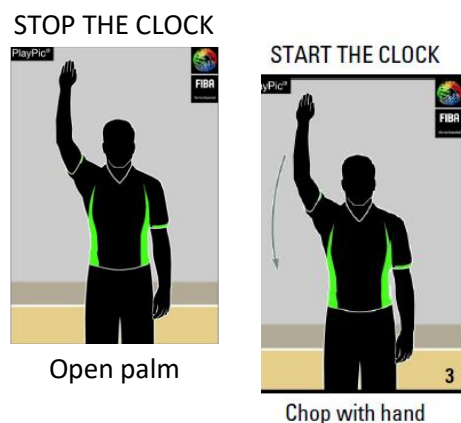 STOP THE CLOCK
PlayPic®
FIBA
Open palm
START THE CLOCK
yPic®
FIBA
3
Chop with hand